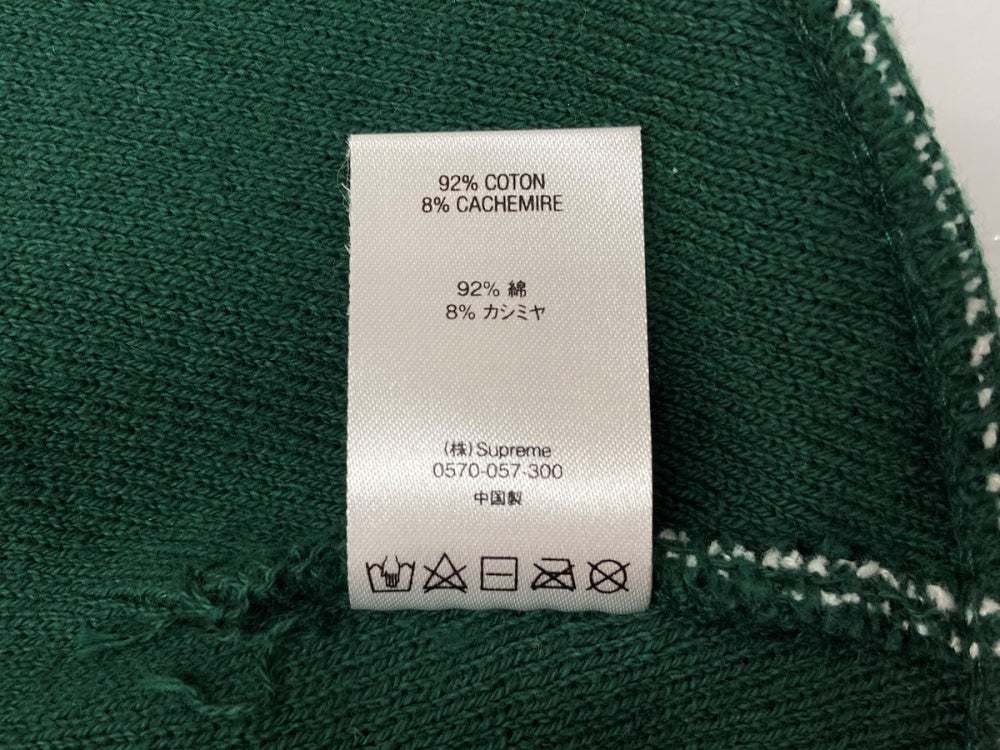 92% COTON
8% CACHEMIRE
92% 綿
8% カシミヤ
(株)Supreme
0570-057-300
中国製